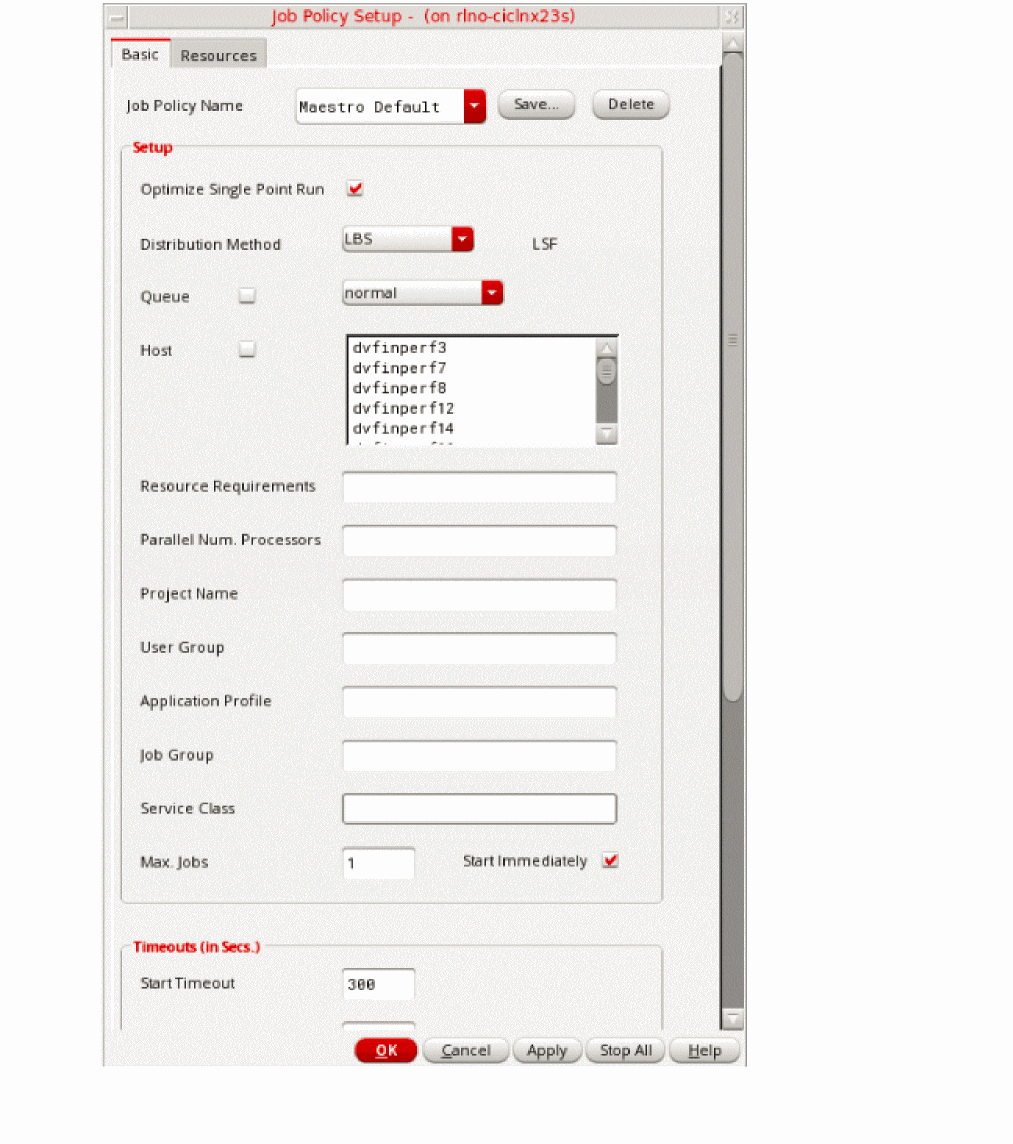 Job Policy Setup - (on rlno-ciclnx23s)
Basic Resources
Job Policy Name Maestro Default Save... Delete
Setup
Optimize Single Point Run
Distribution Method LBS LSF
Queue normal
Host dvfinperf3
dvfinperf7
dvfinperf8
dvfinperf12
dvfinperf14
Resource Requirements
Parallel Num. Processors
Project Name
User Group
Application Profile
Job Group
Service Class
Max. Jobs 1 Start Immediately
Timeouts (in Secs.)
Start Timeout 300
OK Cancel Apply Stop All Help